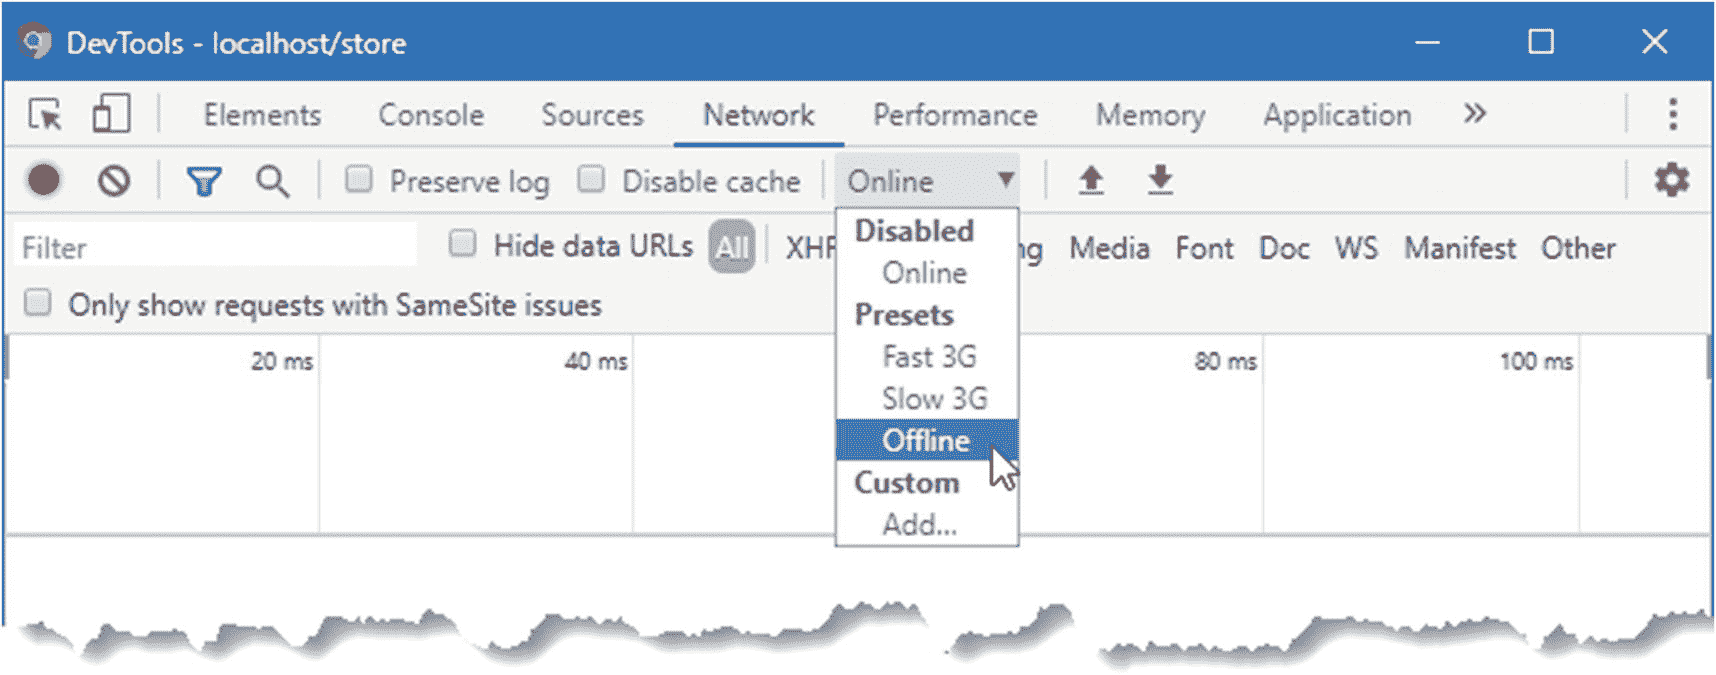 DevTools - localhost/store
Elements Console Sources Network Performance Memory Application »
Preserve log Disable cache Online
Filter Hide data URLs All XHR ng Media Font Doc WS Manifest Other
Only show requests with SameSite issues
20 ms 40 ms 80 ms 100 ms
Disabled
Online
Presets
Fast 3G
Slow 3G
Offline
Custom
Add...